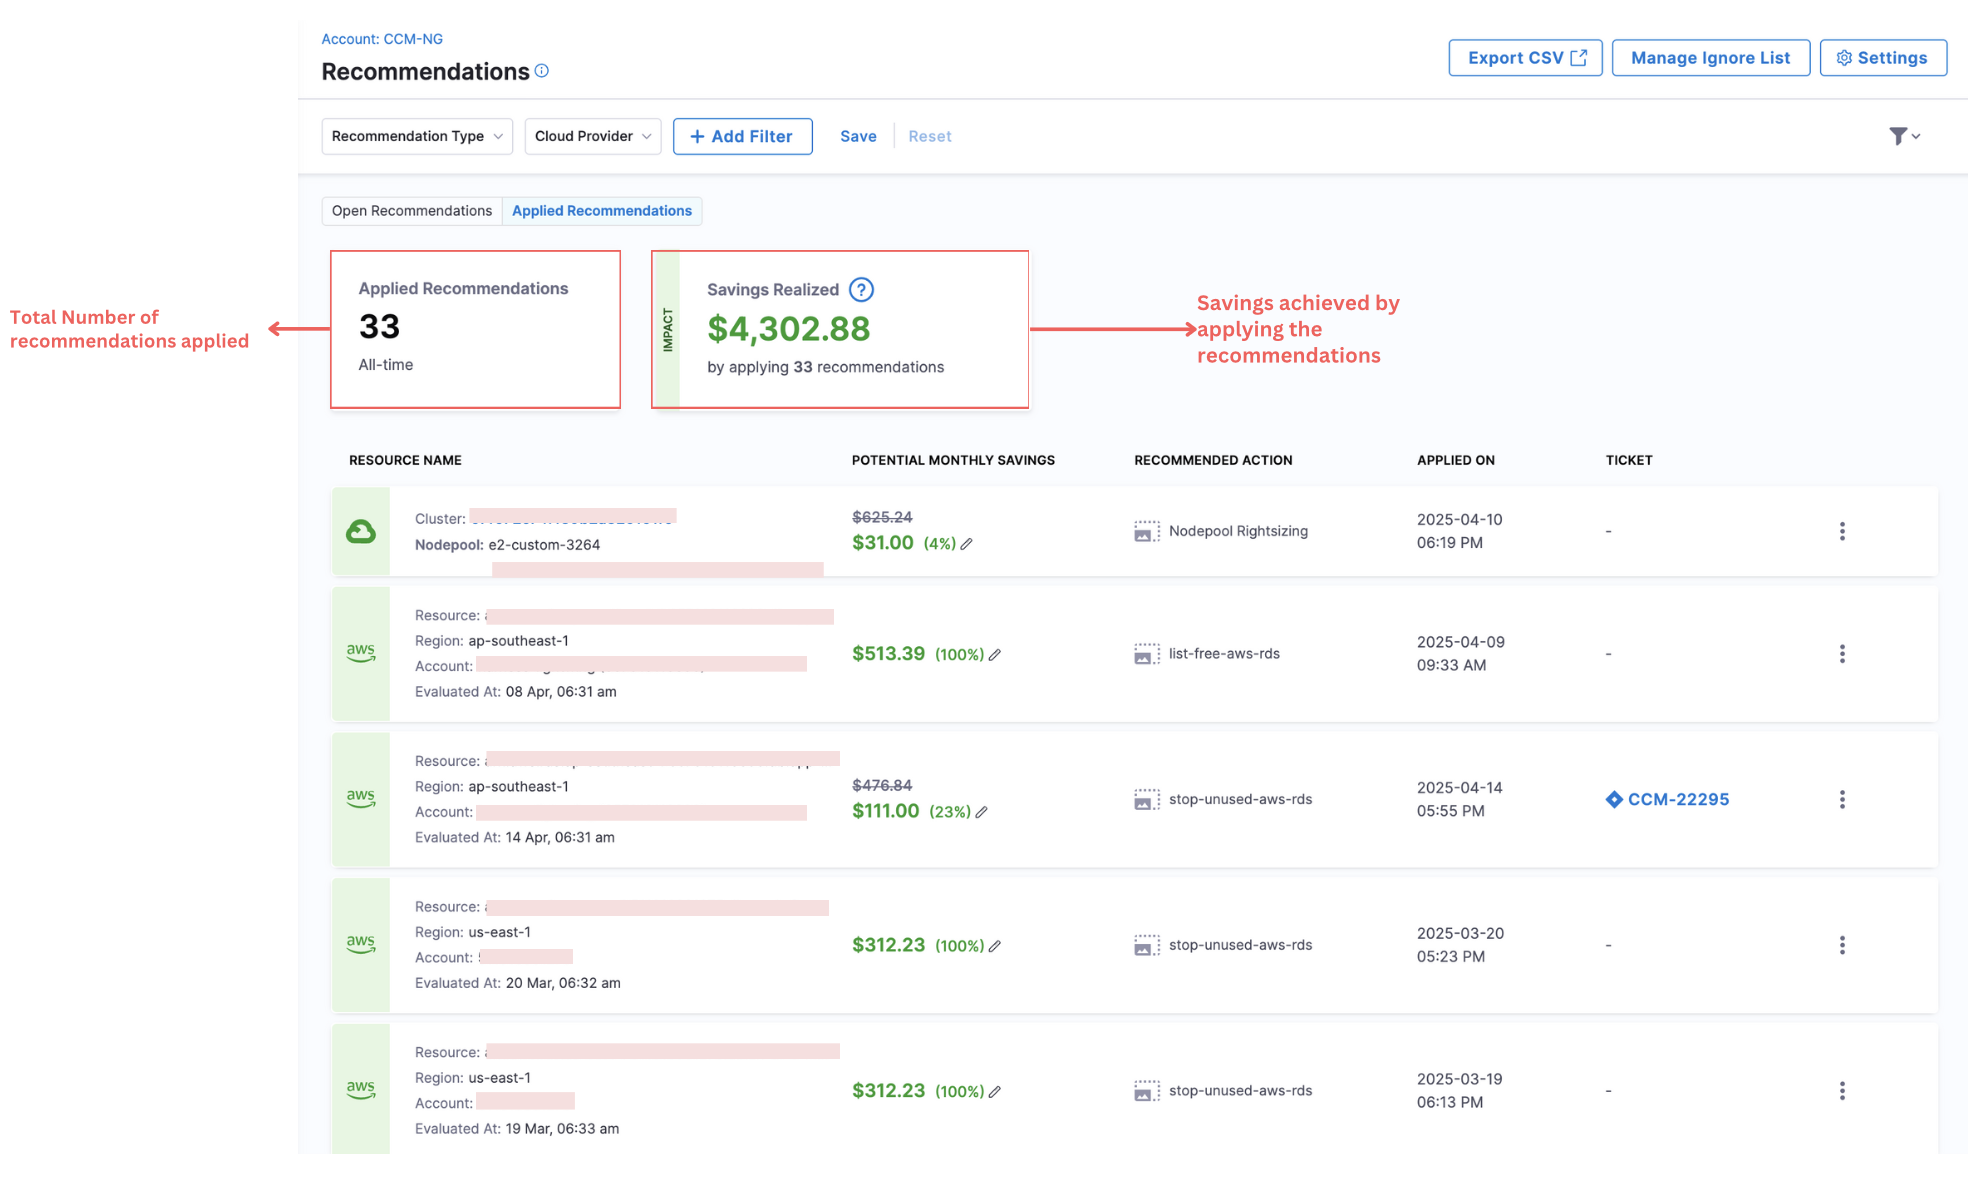 Account: CCM-NG
Recommendations
Export CSV
Manage Ignore List
Settings
Recommendation Type
Cloud Provider
+ Add Filter
Save
Reset
Open Recommendations
Applied Recommendations
Total Number of
recommendations applied
Applied Recommendations
33
All-time
IMPACT
Savings Realized ?
$4,302.88
by applying 33 recommendations
Savings achieved by
applying the
recommendations
RESOURCE NAME
POTENTIAL MONTHLY SAVINGS
RECOMMENDED ACTION
APPLIED ON
TICKET
Cluster:
Nodepool: e2-custom-3264
$625.24
$31.00 (4%)
Nodepool Rightsizing
2025-04-10
06:19 PM
-
aws
Resource:
Region: ap-southeast-1
Account:
Evaluated At: 08 Apr, 06:31 am
$513.39 (100%)
list-free-aws-rds
2025-04-09
09:33 AM
-
aws
Resource:
Region: ap-southeast-1
Account:
Evaluated At: 14 Apr, 06:31 am
$476.84
$111.00 (23%)
stop-unused-aws-rds
2025-04-14
05:55 PM
CCM-22295
aws
Resource:
Region: us-east-1
Account:
Evaluated At: 20 Mar, 06:32 am
$312.23 (100%)
stop-unused-aws-rds
2025-03-20
05:23 PM
-
aws
Resource:
Region: us-east-1
Account:
Evaluated At: 19 Mar, 06:33 am
$312.23 (100%)
stop-unused-aws-rds
2025-03-19
06:13 PM
-